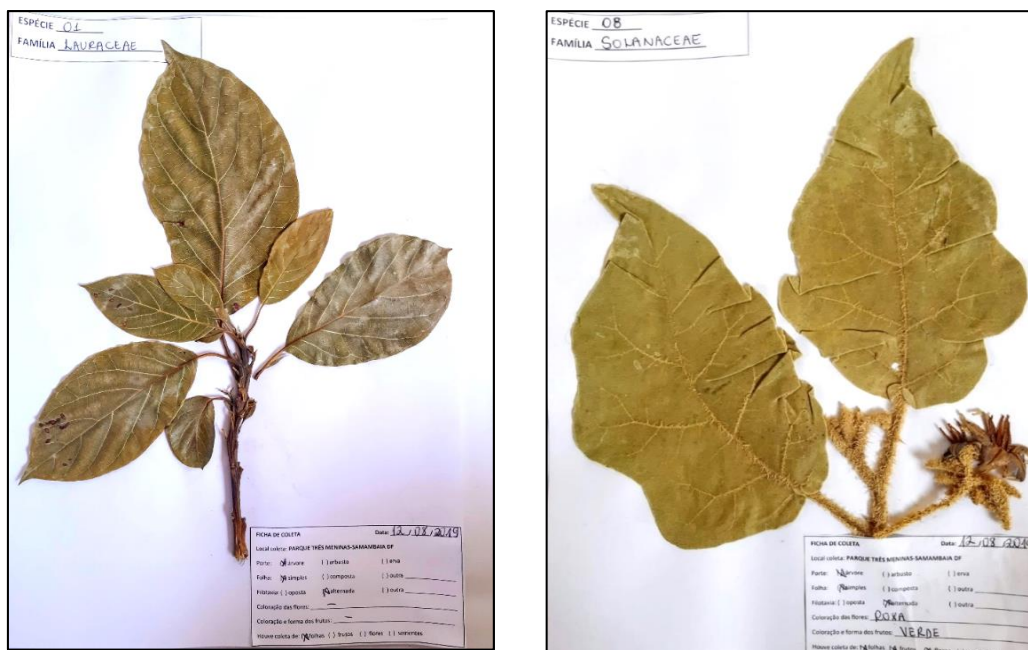 ESPÉCIE 01
FAMÍLIA LAURACEAE
FICHA DE COLETA Data: 12/08/2019
Local coleta: PARQUE TRÊS MENINAS-SAMAMBAIA DF
Porte: (X) árvore ( ) arbusto ( ) erva
Folha: (X) simples ( ) composta ( ) outra
Filotaxia: ( ) oposta (X) alternada ( ) outra
Coloração das flores: —
Coloração e forma dos frutos: —
Houve coleta de: (X) folhas ( ) frutos ( ) flores ( ) sementes
ESPÉCIE 08
FAMÍLIA SOLANACEAE
FICHA DE COLETA Data: 12/08/2019
Local coleta: PARQUE TRÊS MENINAS-SAMAMBAIA DF
Porte: (X) árvore ( ) arbusto ( ) erva
Folha: (X) simples ( ) composta ( ) outra
Filotaxia: ( ) oposta (X) alternada ( ) outra
Coloração das flores: ROXA
Coloração e forma dos frutos: VERDE
Houve coleta de: (X) folhas (X) frutos